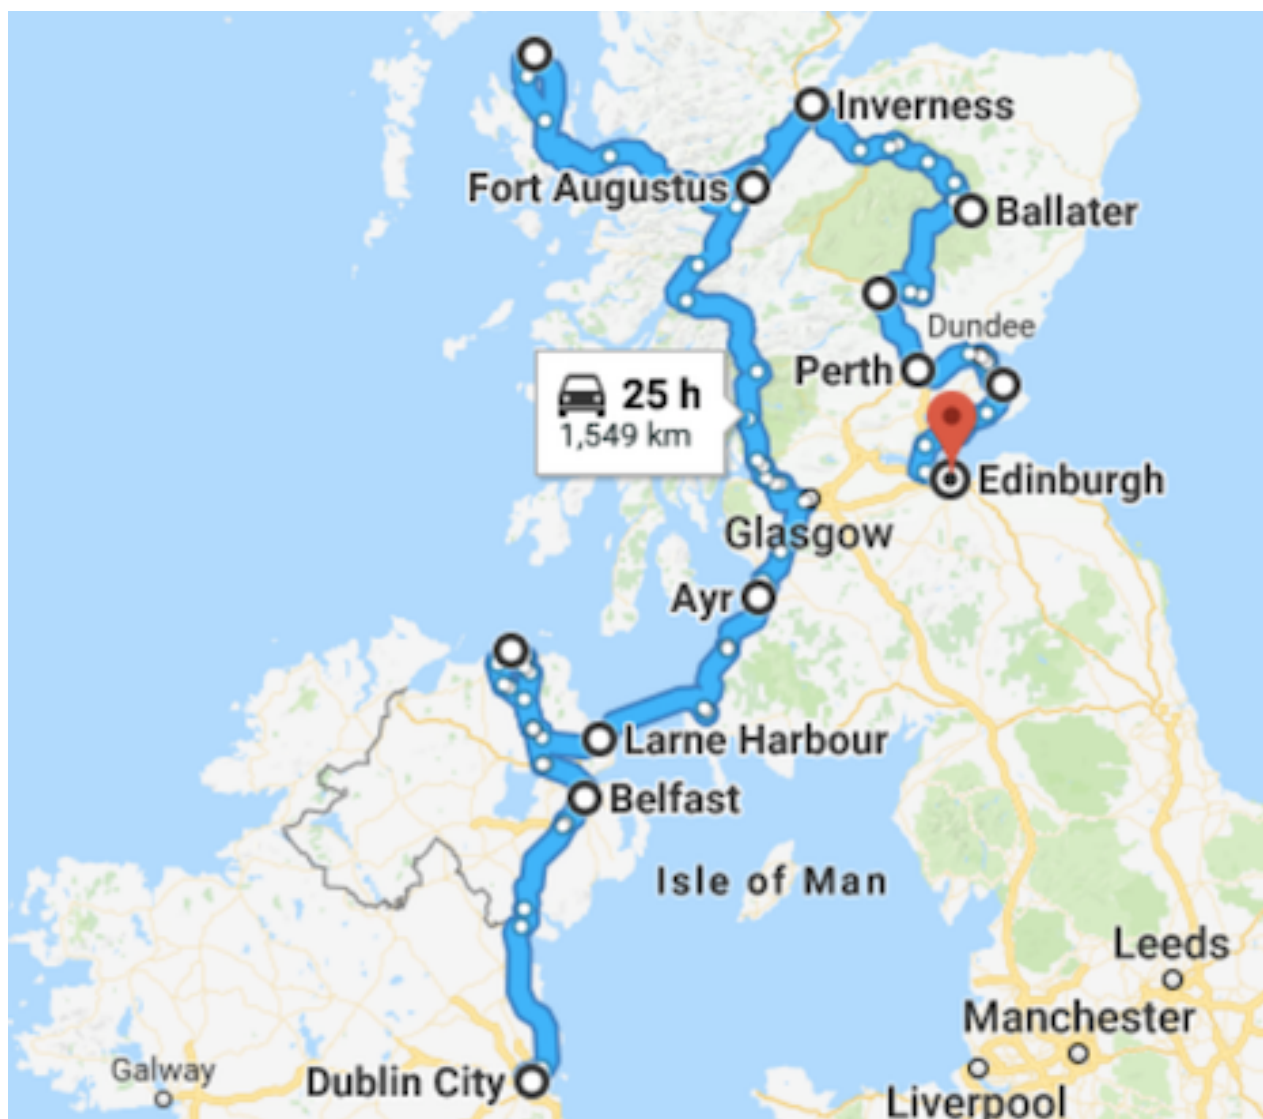 Inverness
Fort Augustus
Ballater
Dundee
Perth
25 h
1,549 km
Edinburgh
Glasgow
Ayr
Larne Harbour
Belfast
Isle of Man
Leeds
Manchester
Galway
Dublin City
Liverpool